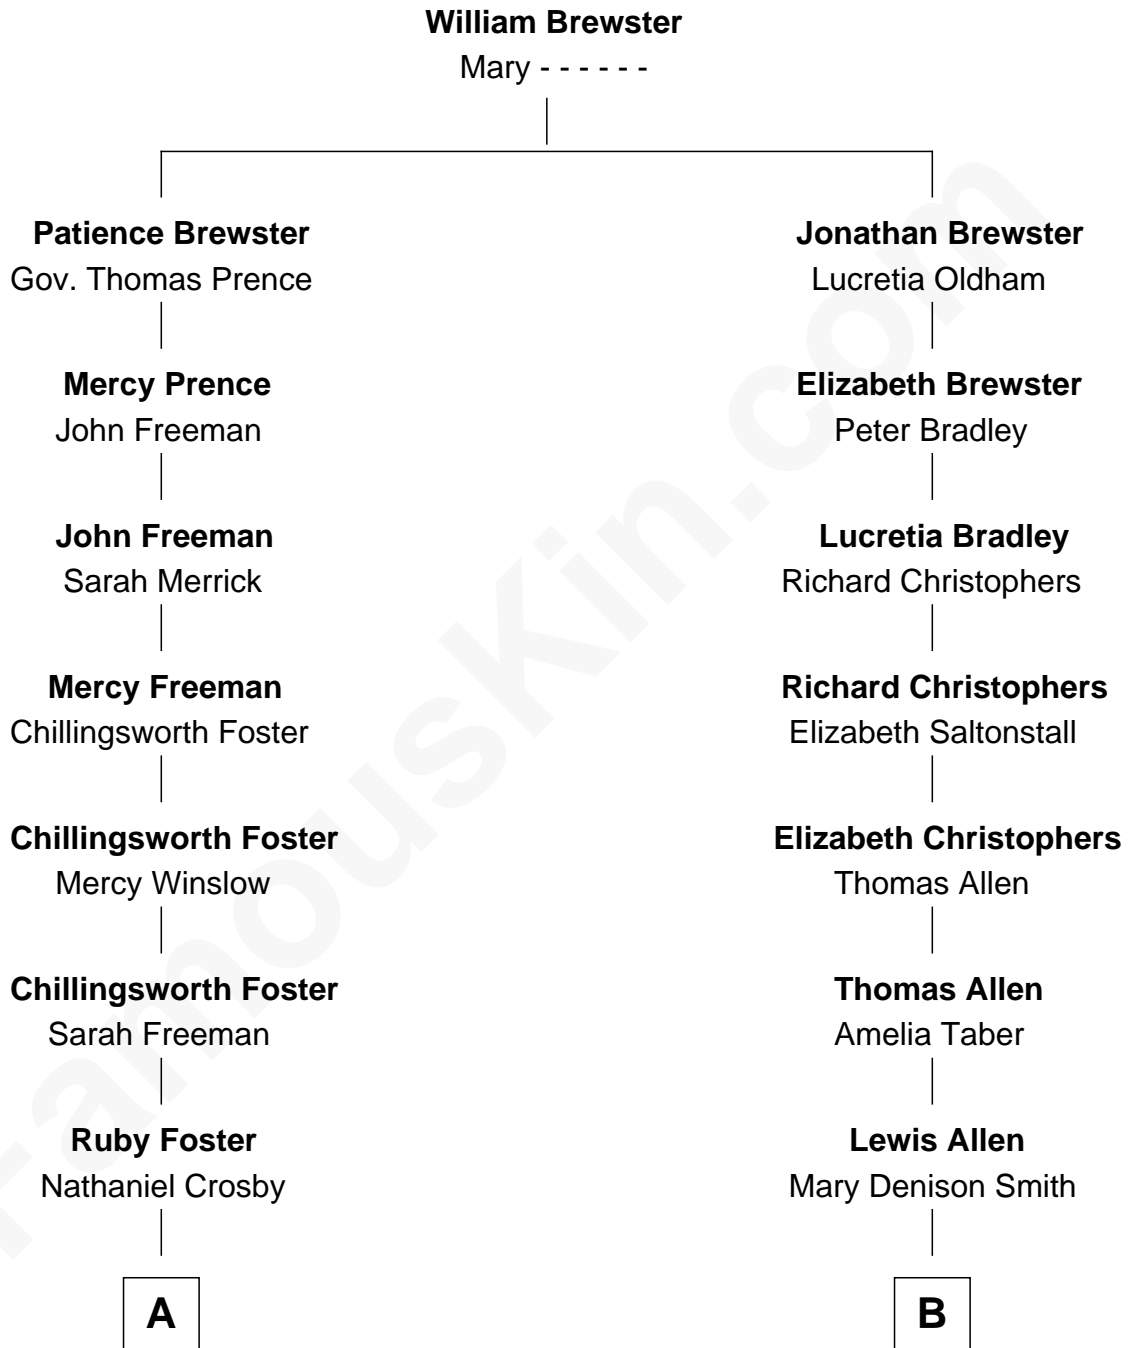 William Brewster
Mary - - - - - -
Patience Brewster
Gov. Thomas Prence
Jonathan Brewster
Lucretia Oldham
Mercy Prence
John Freeman
Elizabeth Brewster
Peter Bradley
John Freeman
Sarah Merrick
Lucretia Bradley
Richard Christophers
Mercy Freeman
Chillingsworth Foster
Richard Christophers
Elizabeth Saltonstall
Chillingsworth Foster
Mercy Winslow
Elizabeth Christophers
Thomas Allen
Chillingsworth Foster
Sarah Freeman
Thomas Allen
Amelia Taber
Ruby Foster
Nathaniel Crosby
Lewis Allen
Mary Denison Smith
A
B
FamousKin.com